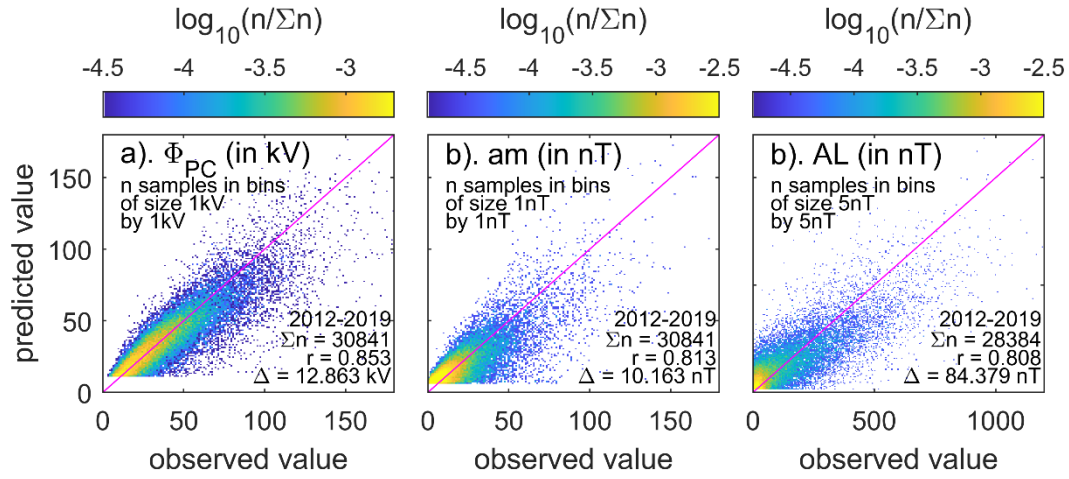 log₁₀(n/Σn) log₁₀(n/Σn) log₁₀(n/Σn)
-4.5 -4 -3.5 -3 -4.5 -4 -3.5 -3 -2.5 -4.5 -4 -3.5 -3 -2.5
a). Φ_PC (in kV)
n samples in bins
of size 1kV
by 1kV
2012-2019
Σn = 30841
r = 0.853
Δ = 12.863 kV
b). am (in nT)
n samples in bins
of size 1nT
by 1nT
2012-2019
Σn = 30841
r = 0.813
Δ = 10.163 nT
b). AL (in nT)
n samples in bins
of size 5nT
by 5nT
2012-2019
Σn = 28384
r = 0.808
Δ = 84.379 nT
predicted value
150
100
50
0
0 50 100 150 0 50 100 150 0 500 1000
observed value observed value observed value